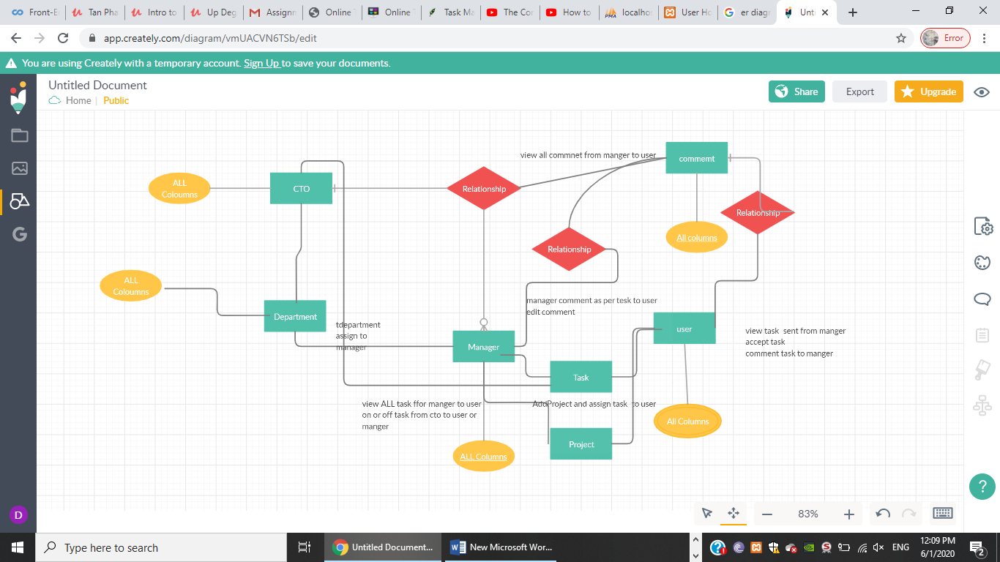 Front-E
Tan Pha
Intro to
Up Deg
Assignm
Online
Online T
Task Ma
The Cor
How to
localhos
User Ho
er diagr
Unti
app.creately.com/diagram/vmUACVN6TSb/edit
Error
You are using Creately with a temporary account. Sign Up to save your documents.
Untitled Document
Home | Public
Share
Export
Upgrade
view all commnet from manger to user
commemt
ALL
Coloumns
CTO
Relationship
Relationship
All columns
Relationship
ALL
Coloumns
Department
manager comment as per tesk to user
edit comment
tdepartment
assign to
manager
user
view task sent from manger
accept task
comment task to manger
Manager
Task
view ALL task ffor manger to user
on or off task from cto to user or
manger
AddProject and assign task to user
All Columns
Project
ALL Columns
?
D
83%
Type here to search
Untitled Document...
New Microsoft Wor...
ENG
12:09 PM
6/1/2020
2